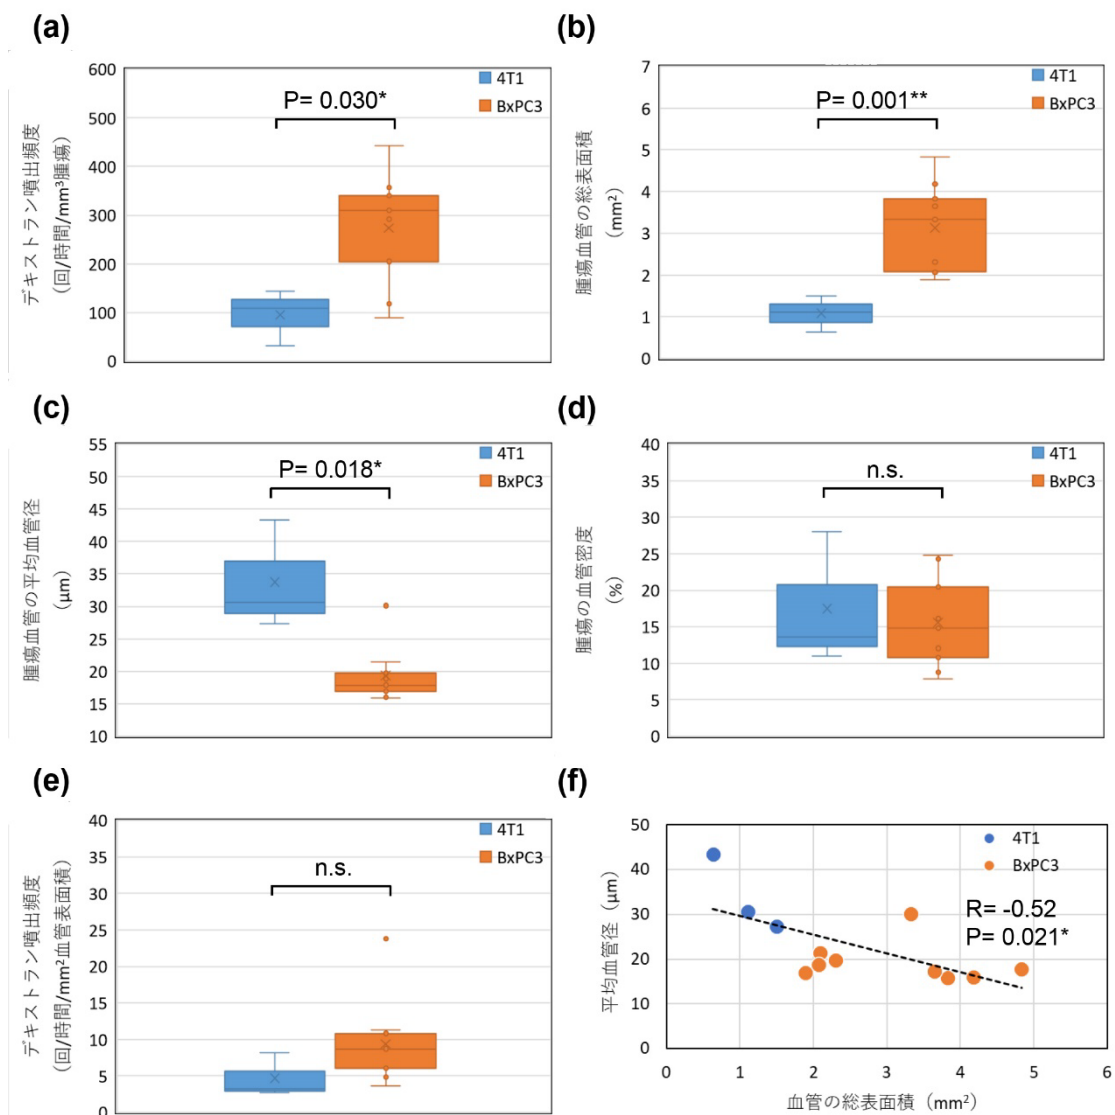 (a)
デキストラン噴出頻度
(回/時間/mm³腫瘍)
600
500
400
300
200
100
0
P= 0.030*
4T1
BxPC3
(b)
腫瘍血管の総表面積
(mm²)
7
6
5
4
3
2
1
0
P= 0.001**
4T1
BxPC3
(c)
腫瘍血管の平均血管径
(μm)
55
50
45
40
35
30
25
20
15
10
P= 0.018*
4T1
BxPC3
(d)
腫瘍の血管密度
(%)
40
35
30
25
20
15
10
5
0
n.s.
4T1
BxPC3
(e)
デキストラン噴出頻度
(回/時間/mm²血管表面積)
40
35
30
25
20
15
10
5
0
n.s.
4T1
BxPC3
(f)
平均血管径 (μm)
50
40
30
20
10
0
4T1
BxPC3
R= -0.52
P= 0.021*
0 1 2 3 4 5 6
血管の総表面積 (mm²)